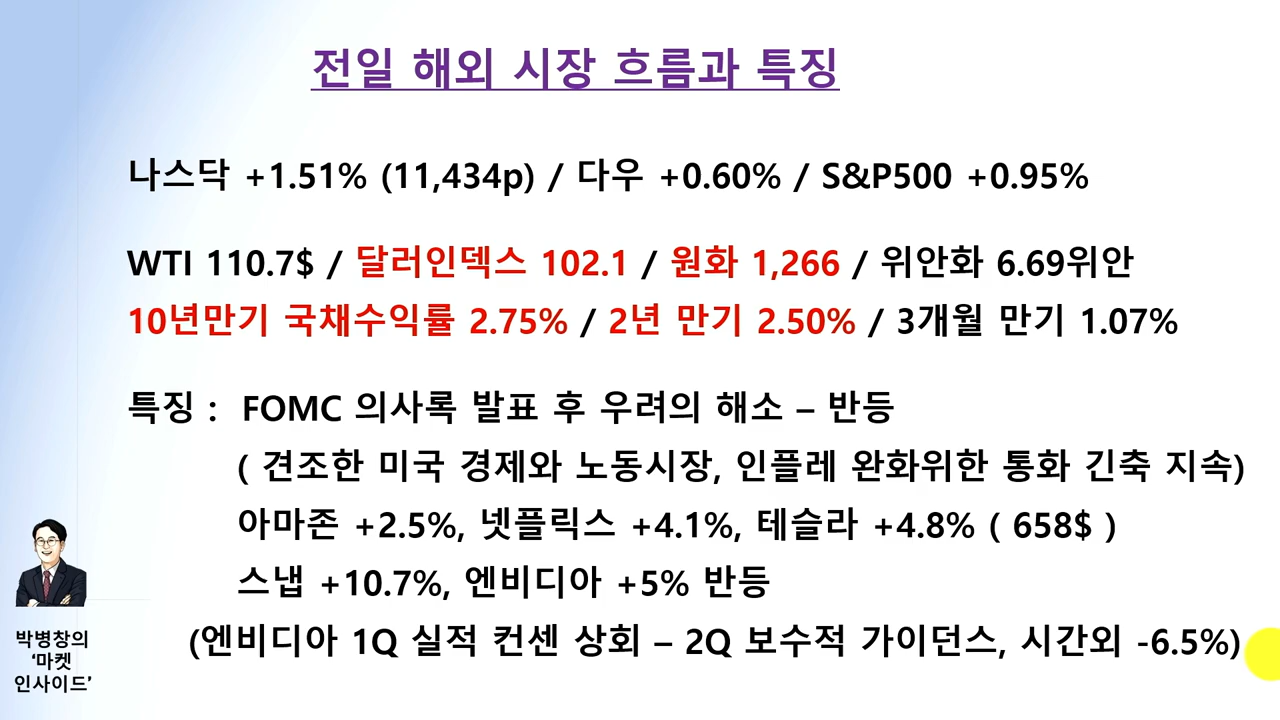 전일 해외 시장 흐름과 특징
나스닥 +1.51% (11,434p) / 다우 +0.60% / S&P500 +0.95%
WTI 110.7$ / 달러인덱스 102.1 / 원화 1,266 / 위안화 6.69위안
10년만기 국채수익률 2.75% / 2년 만기 2.50% / 3개월 만기 1.07%
특징 : FOMC 의사록 발표 후 우려의 해소 – 반등
( 견조한 미국 경제와 노동시장, 인플레 완화위한 통화 긴축 지속)
아마존 +2.5%, 넷플릭스 +4.1%, 테슬라 +4.8% ( 658$ )
스냅 +10.7%, 엔비디아 +5% 반등
(엔비디아 1Q 실적 컨센 상회 – 2Q 보수적 가이던스, 시간외 -6.5%)
박병창의
‘마켓
인사이드’